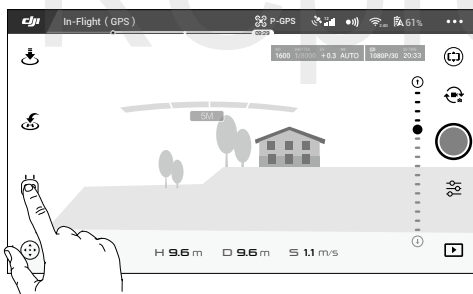 dji In-Flight ( GPS ) P-GPS 61%
09:29
1600 1/8000 +0.3 AUTO 1080P/30 20:33
5M
H 9.6 m D 9.6 m S 1.1 m/s